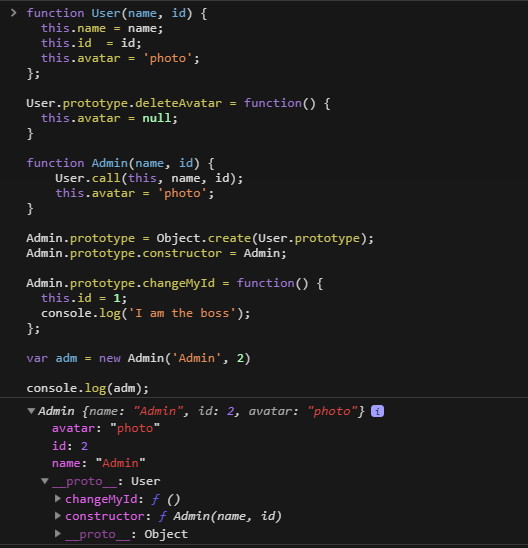 function User(name, id) {
  this.name = name;
  this.id  = id;
  this.avatar = 'photo';
};

User.prototype.deleteAvatar = function() {
  this.avatar = null;
}

function Admin(name, id) {
    User.call(this, name, id);
    this.avatar = 'photo';
}

Admin.prototype = Object.create(User.prototype);
Admin.prototype.constructor = Admin;

Admin.prototype.changeMyId = function() {
  this.id = 1;
  console.log('I am the boss');
};

var adm = new Admin('Admin', 2)

console.log(adm);
Admin {name: "Admin", id: 2, avatar: "photo"} i
avatar: "photo"
id: 2
name: "Admin"
__proto__: User
changeMyId: ƒ ()
constructor: ƒ Admin(name, id)
__proto__: Object